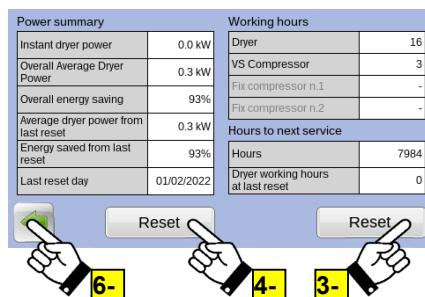 Power summary
Instant dryer power 0.0 kW
Overall Average Dryer
Power 0.3 kW
Overall energy saving 93%
Average dryer power from
last reset 0.3 kW
Energy saved from last
reset 93%
Last reset day 01/02/2022
Working hours
Dryer 16
VS Compressor 3
Fix compressor n.1 -
Fix compressor n.2 -
Hours to next service
Hours 7984
Dryer working hours
at last reset 0
Reset
Reset
6-
4-
3-